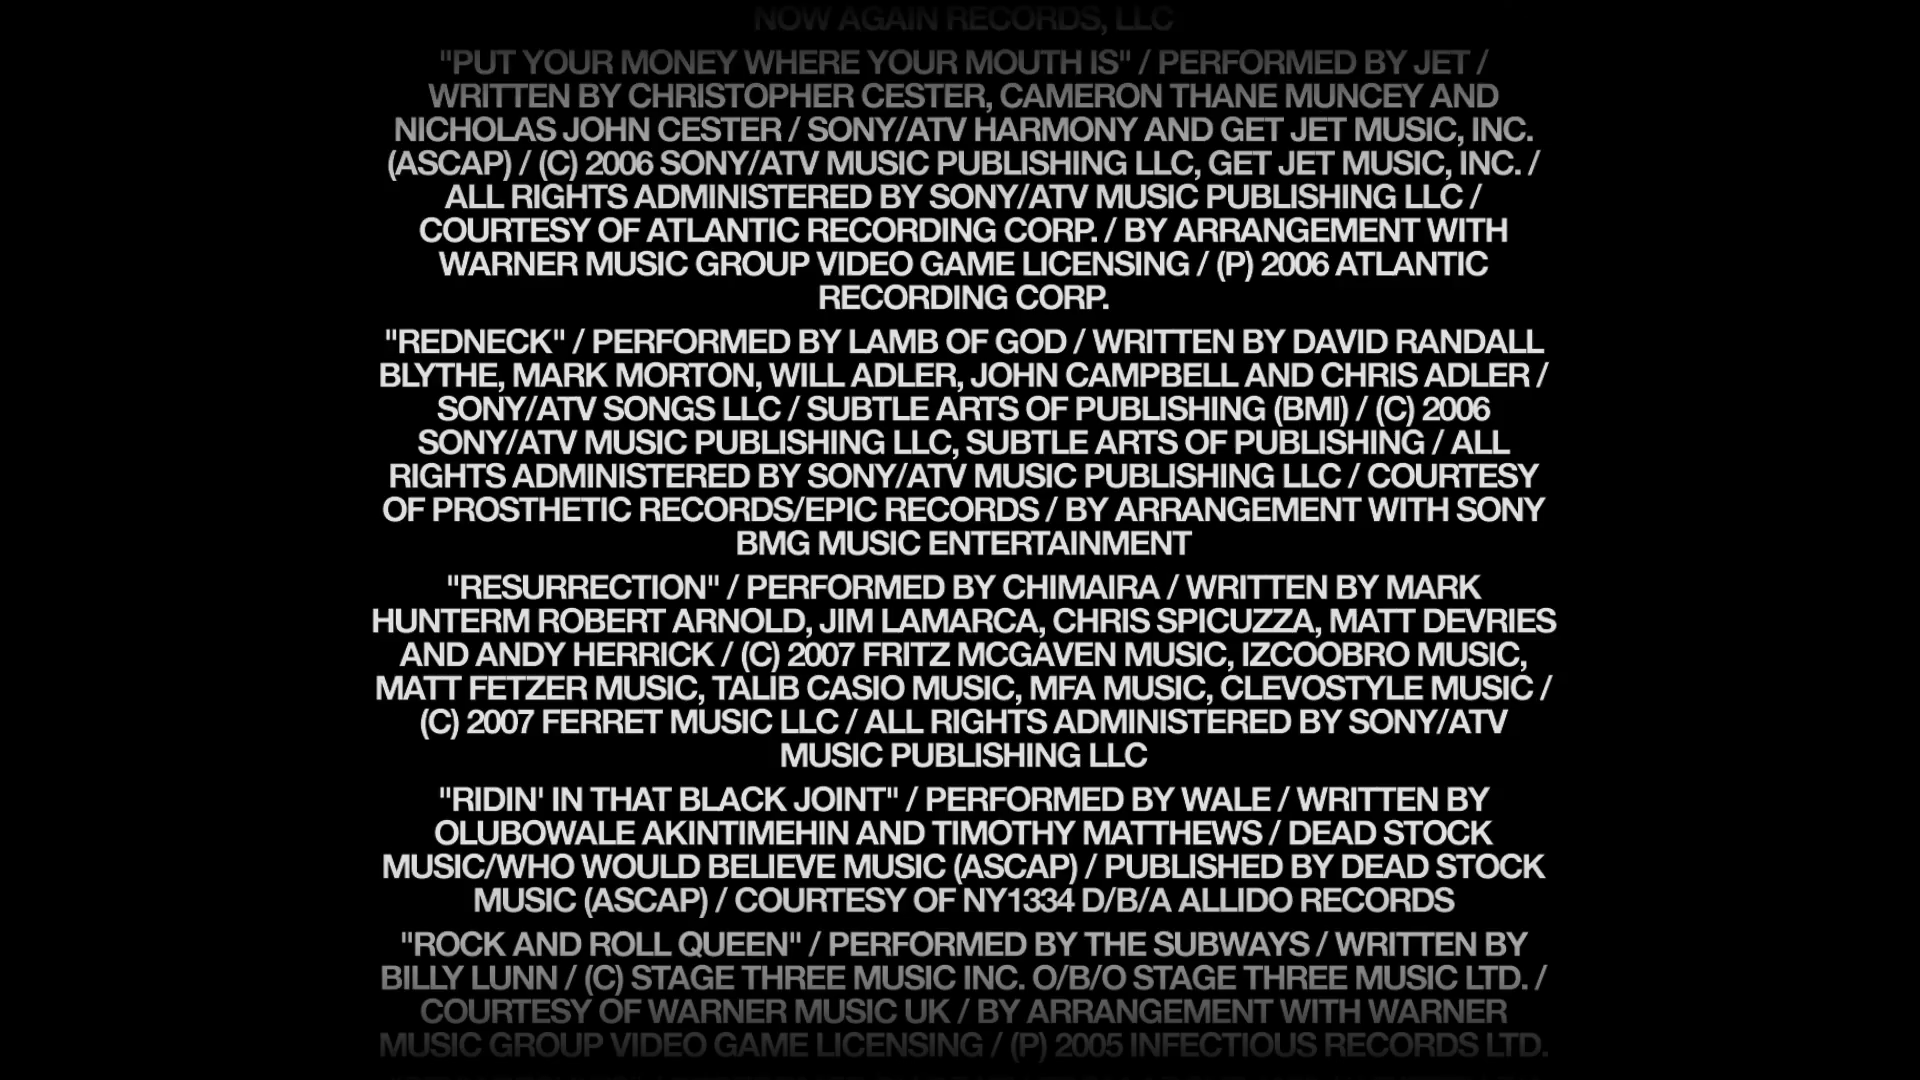 NOW AGAIN RECORDS, LLC
"PUT YOUR MONEY WHERE YOUR MOUTH IS" / PERFORMED BY JET /
WRITTEN BY CHRISTOPHER CESTER, CAMERON THANE MUNCEY AND
NICHOLAS JOHN CESTER / SONY/ATV HARMONY AND GET JET MUSIC, INC.
(ASCAP) / (C) 2006 SONY/ATV MUSIC PUBLISHING LLC, GET JET MUSIC, INC. /
ALL RIGHTS ADMINISTERED BY SONY/ATV MUSIC PUBLISHING LLC /
COURTESY OF ATLANTIC RECORDING CORP. / BY ARRANGEMENT WITH
WARNER MUSIC GROUP VIDEO GAME LICENSING / (P) 2006 ATLANTIC
RECORDING CORP.
"REDNECK" / PERFORMED BY LAMB OF GOD / WRITTEN BY DAVID RANDALL
BLYTHE, MARK MORTON, WILL ADLER, JOHN CAMPBELL AND CHRIS ADLER /
SONY/ATV SONGS LLC / SUBTLE ARTS OF PUBLISHING (BMI) / (C) 2006
SONY/ATV MUSIC PUBLISHING LLC, SUBTLE ARTS OF PUBLISHING / ALL
RIGHTS ADMINISTERED BY SONY/ATV MUSIC PUBLISHING LLC / COURTESY
OF PROSTHETIC RECORDS/EPIC RECORDS / BY ARRANGEMENT WITH SONY
BMG MUSIC ENTERTAINMENT
"RESURRECTION" / PERFORMED BY CHIMAIRA / WRITTEN BY MARK
HUNTERM ROBERT ARNOLD, JIM LAMARCA, CHRIS SPICUZZA, MATT DEVRIES
AND ANDY HERRICK / (C) 2007 FRITZ MCGAVEN MUSIC, IZCOOBRO MUSIC,
MATT FETZER MUSIC, TALIB CASIO MUSIC, MFA MUSIC, CLEVOSTYLE MUSIC /
(C) 2007 FERRET MUSIC LLC / ALL RIGHTS ADMINISTERED BY SONY/ATV
MUSIC PUBLISHING LLC
"RIDIN' IN THAT BLACK JOINT" / PERFORMED BY WALE / WRITTEN BY
OLUBOWALE AKINTIMEHIN AND TIMOTHY MATTHEWS / DEAD STOCK
MUSIC/WHO WOULD BELIEVE MUSIC (ASCAP) / PUBLISHED BY DEAD STOCK
MUSIC (ASCAP) / COURTESY OF NY1334 D/B/A ALLIDO RECORDS
"ROCK AND ROLL QUEEN" / PERFORMED BY THE SUBWAYS / WRITTEN BY
BILLY LUNN / (C) STAGE THREE MUSIC INC. O/B/O STAGE THREE MUSIC LTD. /
COURTESY OF WARNER MUSIC UK / BY ARRANGEMENT WITH WARNER
MUSIC GROUP VIDEO GAME LICENSING / (P) 2005 INFECTIOUS RECORDS LTD.